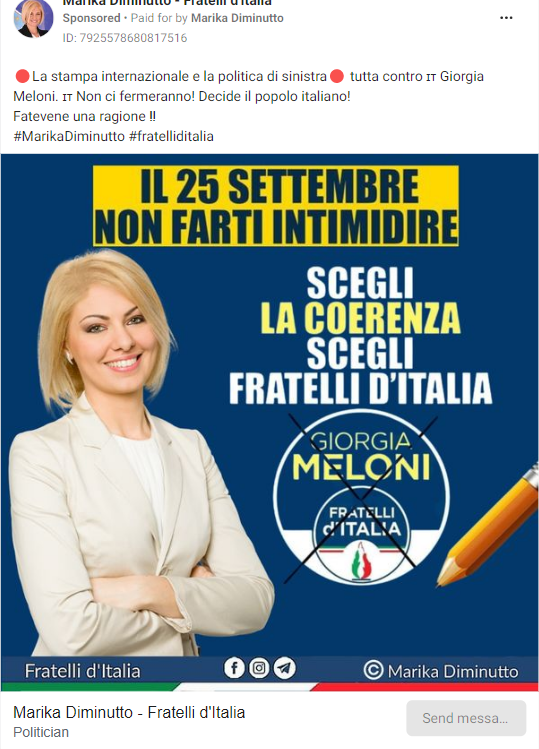 Marika Diminutto - Fratelli d'Italia
Sponsored • Paid for by Marika Diminutto
ID: 7925578680817516
🔴La stampa internazionale e la politica di sinistra🔴 tutta contro ɪᴛ Giorgia
Meloni. ɪᴛ Non ci fermeranno! Decide il popolo italiano!
Fatevene una ragione ‼
#MarikaDiminutto #fratelliditalia
IL 25 SETTEMBRE
NON FARTI INTIMIDIRE
SCEGLI
LA COERENZA
SCEGLI
FRATELLI D'ITALIA
GIORGIA
MELONI
FRATELLI
d'ITALIA
Fratelli d'Italia
© Marika Diminutto
Marika Diminutto - Fratelli d'Italia
Politician
Send messa...